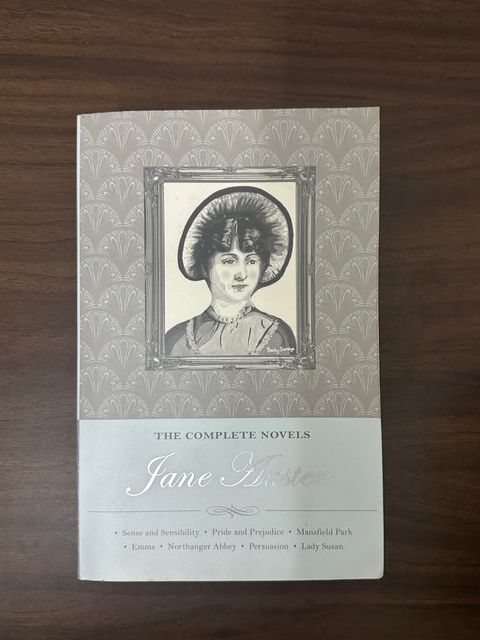 THE COMPLETE NOVELS
Jane Austen
• Sense and Sensibility • Pride and Prejudice • Mansfield Park
• Emma • Northanger Abbey • Persuasion • Lady Susan